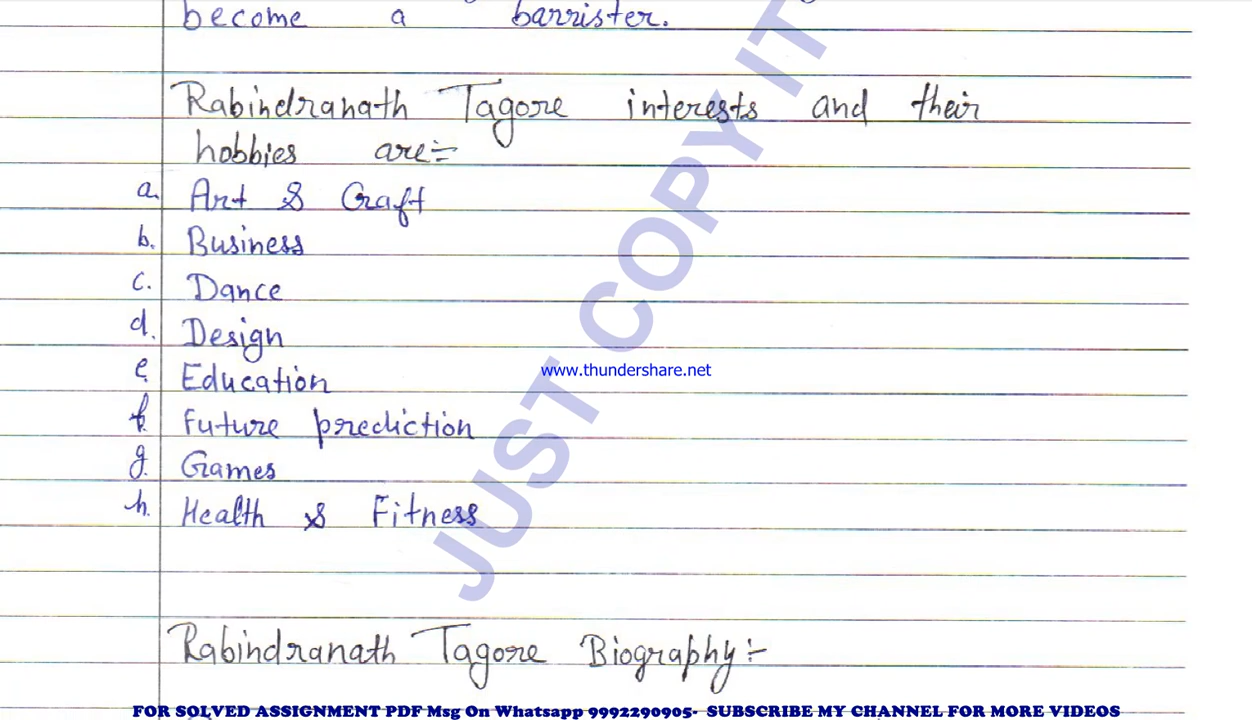 become a barrister.
Rabindranath Tagore interests and their
hobbies are:-
a. Art & Craft
b. Business
c. Dance
d. Design
e. Education
f. Future prediction
g. Games
h. Health & Fitness
Rabindranath Tagore Biography:-
JUST COPY IT
www.thundershare.net
FOR SOLVED ASSIGNMENT PDF Msg On Whatsapp 9992290905- SUBSCRIBE MY CHANNEL FOR MORE VIDEOS